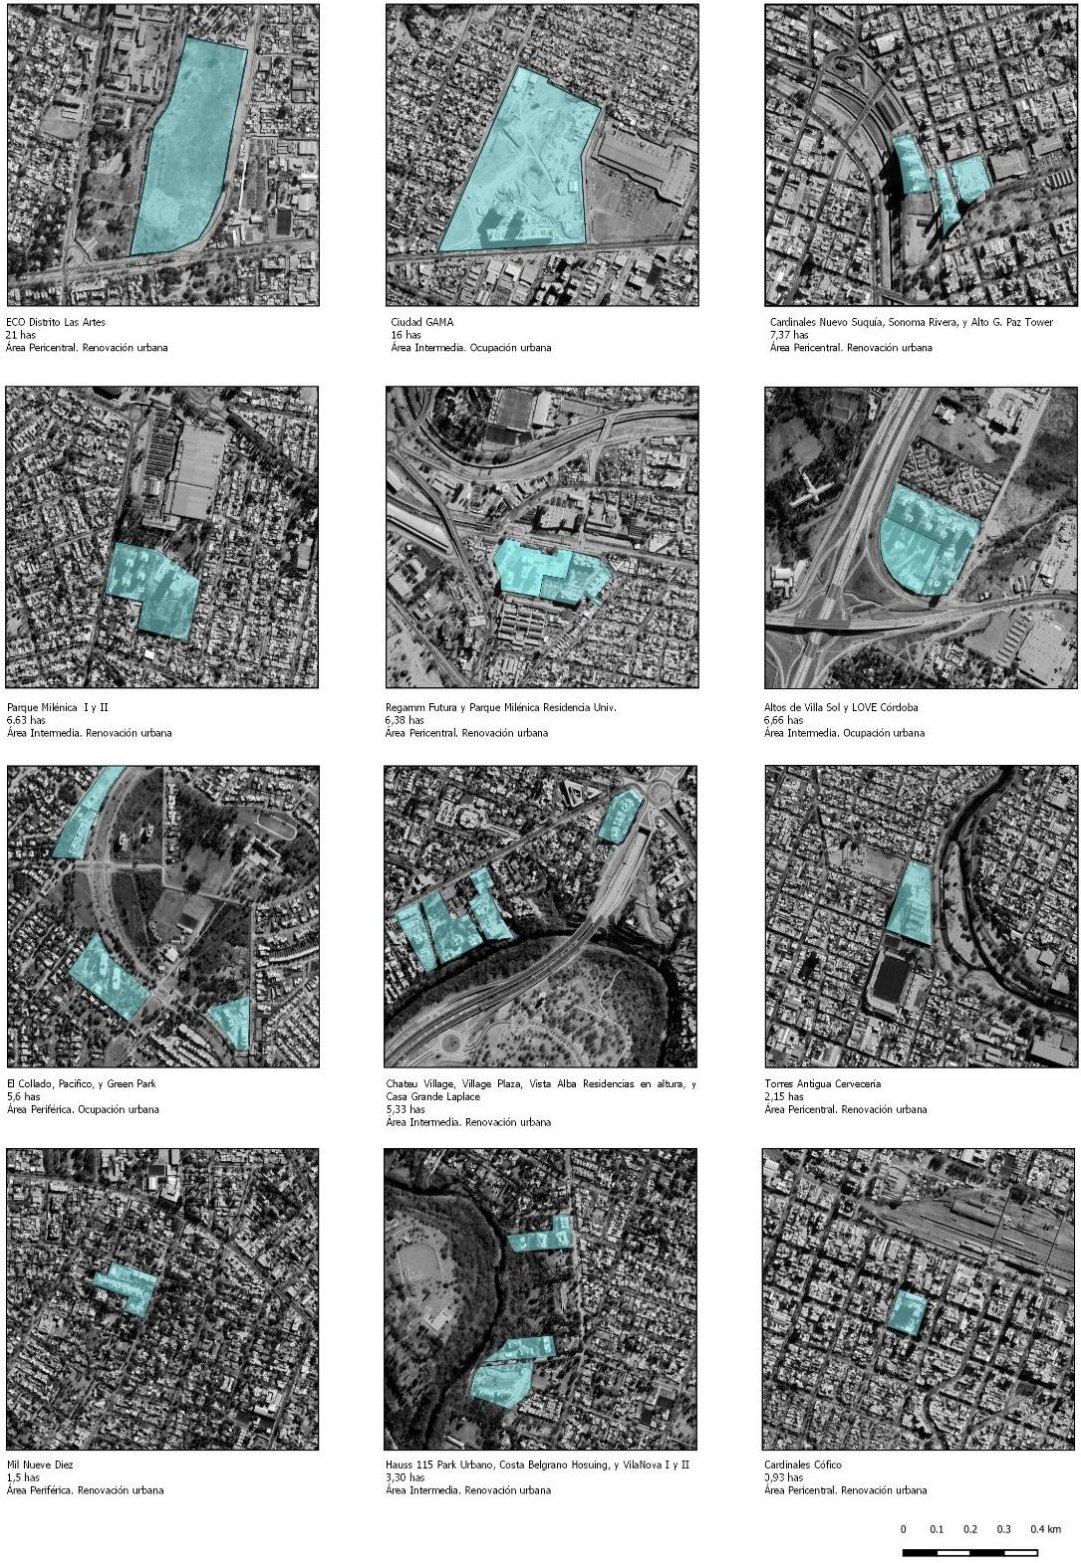 ECO Distrito Las Artes
21 has
Área Pericentral. Renovación urbana
Ciudad GAMA
16 has
Área Intermedia. Ocupación urbana
Cardinales Nuevo Suquía, Sonoma Rivera, y Alto G. Paz Tower
7,37 has
Área Pericentral. Renovación urbana
Parque Milénica I y II
6.63 has
Área Intermedia. Renovación urbana
Regamm Futura y Parque Milénica Residencia Univ.
6,38 has
Área Pericentral. Renovación urbana
Altos de Villa Sol y LOVE Córdoba
6,66 has
Área Intermedia. Ocupación urbana
El Collado, Pacifico, y Green Park
5,6 has
Área Periférica. Ocupación urbana
Chateu Village, Village Plaza, Vista Alba Residencias en altura, y
Casa Grande Laplace
5,33 has
Área Intermedia. Renovación urbana
Torres Antigua Cervecería
2,15 has
Área Pericentral. Renovación urbana
Mil Nueve Diez
1,5 has
Área Periférica. Renovación urbana
Hauss 115 Park Urbano, Costa Belgrano Hosuing, y VilaNova I y II
3,30 has
Área Intermedia. Renovación urbana
Cardinales Cófico
0,93 has
Área Pericentral. Renovación urbana
0 0.1 0.2 0.3 0.4 km